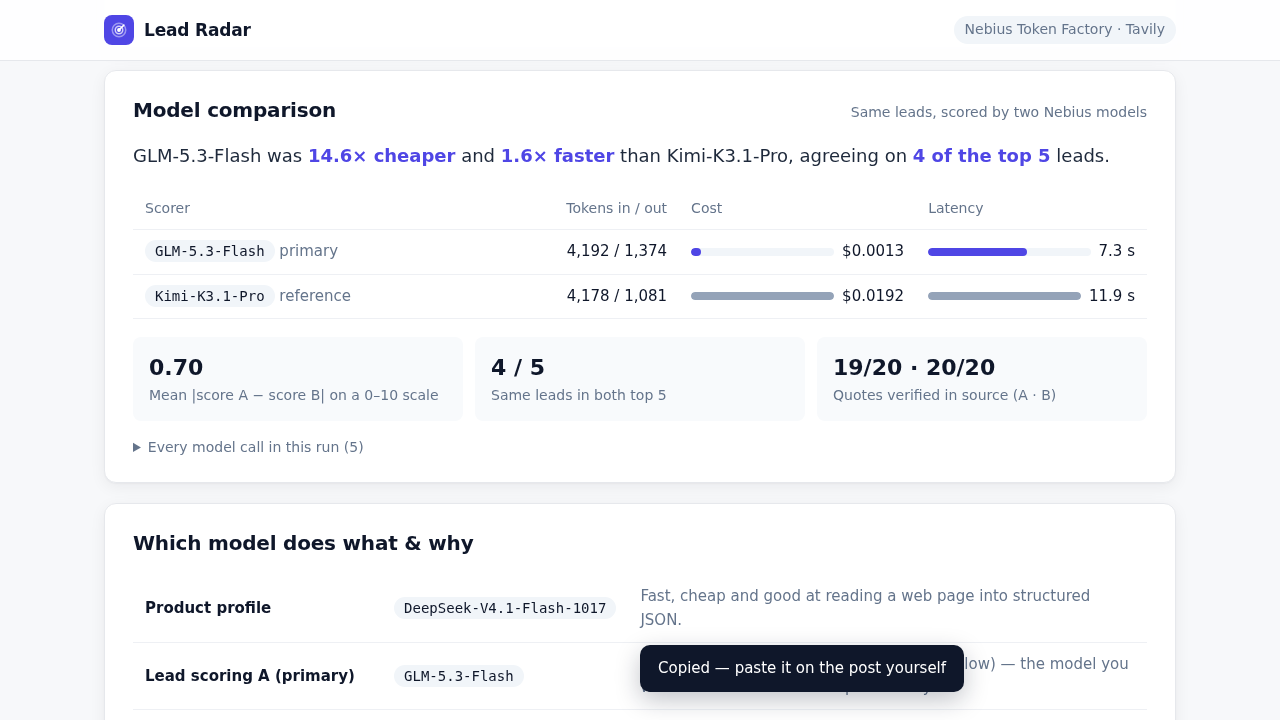 Lead Radar
Nebius Token Factory · Tavily
Model comparison
Same leads, scored by two Nebius models
GLM-5.3-Flash was 14.6× cheaper and 1.6× faster than Kimi-K3.1-Pro, agreeing on 4 of the top 5 leads.
Scorer Tokens in / out Cost Latency
GLM-5.3-Flash primary 4,192 / 1,374 $0.0013 7.3 s
Kimi-K3.1-Pro reference 4,178 / 1,081 $0.0192 11.9 s
0.70
Mean |score A − score B| on a 0–10 scale
4 / 5
Same leads in both top 5
19/20 · 20/20
Quotes verified in source (A · B)
Every model call in this run (5)
Which model does what & why
Product profile DeepSeek-V4.1-Flash-1017 Fast, cheap and good at reading a web page into structured
JSON.
Lead scoring A (primary) GLM-5.3-Flash — the model you
Copied — paste it on the post yourself